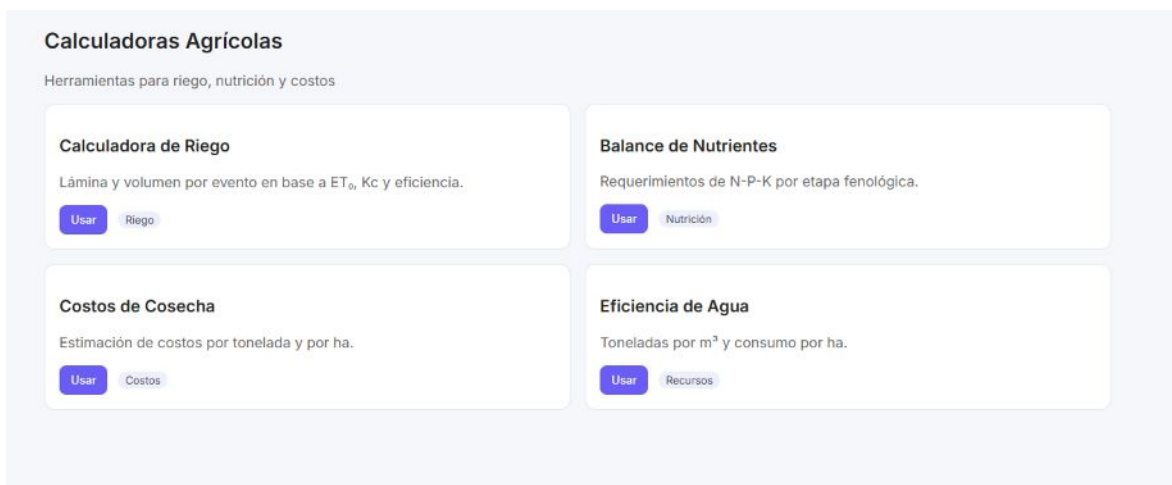 Calculadoras Agrícolas
Herramientas para riego, nutrición y costos
Calculadora de Riego
Lámina y volumen por evento en base a ET₀, Kc y eficiencia.
Usar Riego
Balance de Nutrientes
Requerimientos de N-P-K por etapa fenológica.
Usar Nutrición
Costos de Cosecha
Estimación de costos por tonelada y por ha.
Usar Costos
Eficiencia de Agua
Toneladas por m³ y consumo por ha.
Usar Recursos